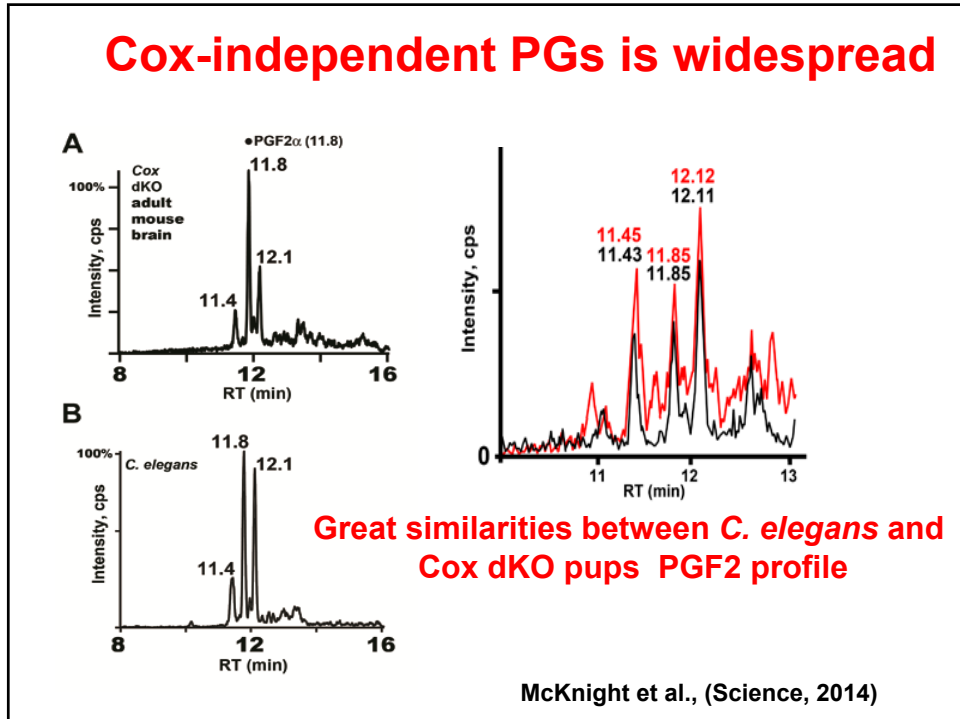 Cox-independent PGs is widespread
A
●PGF2α (11.8)
11.8
100%
Cox
dKO
adult
mouse
brain
12.1
11.4
Intensity, cps
8
12
16
RT (min)
B
11.8
100%
C. elegans
12.1
11.4
Intensity, cps
8
12
16
RT (min)
12.12
12.11
11.45
11.43
11.85
11.85
Intensity, cps
0
11
12
13
RT (min)
Great similarities between C. elegans and
Cox dKO pups PGF2 profile
McKnight et al., (Science, 2014)